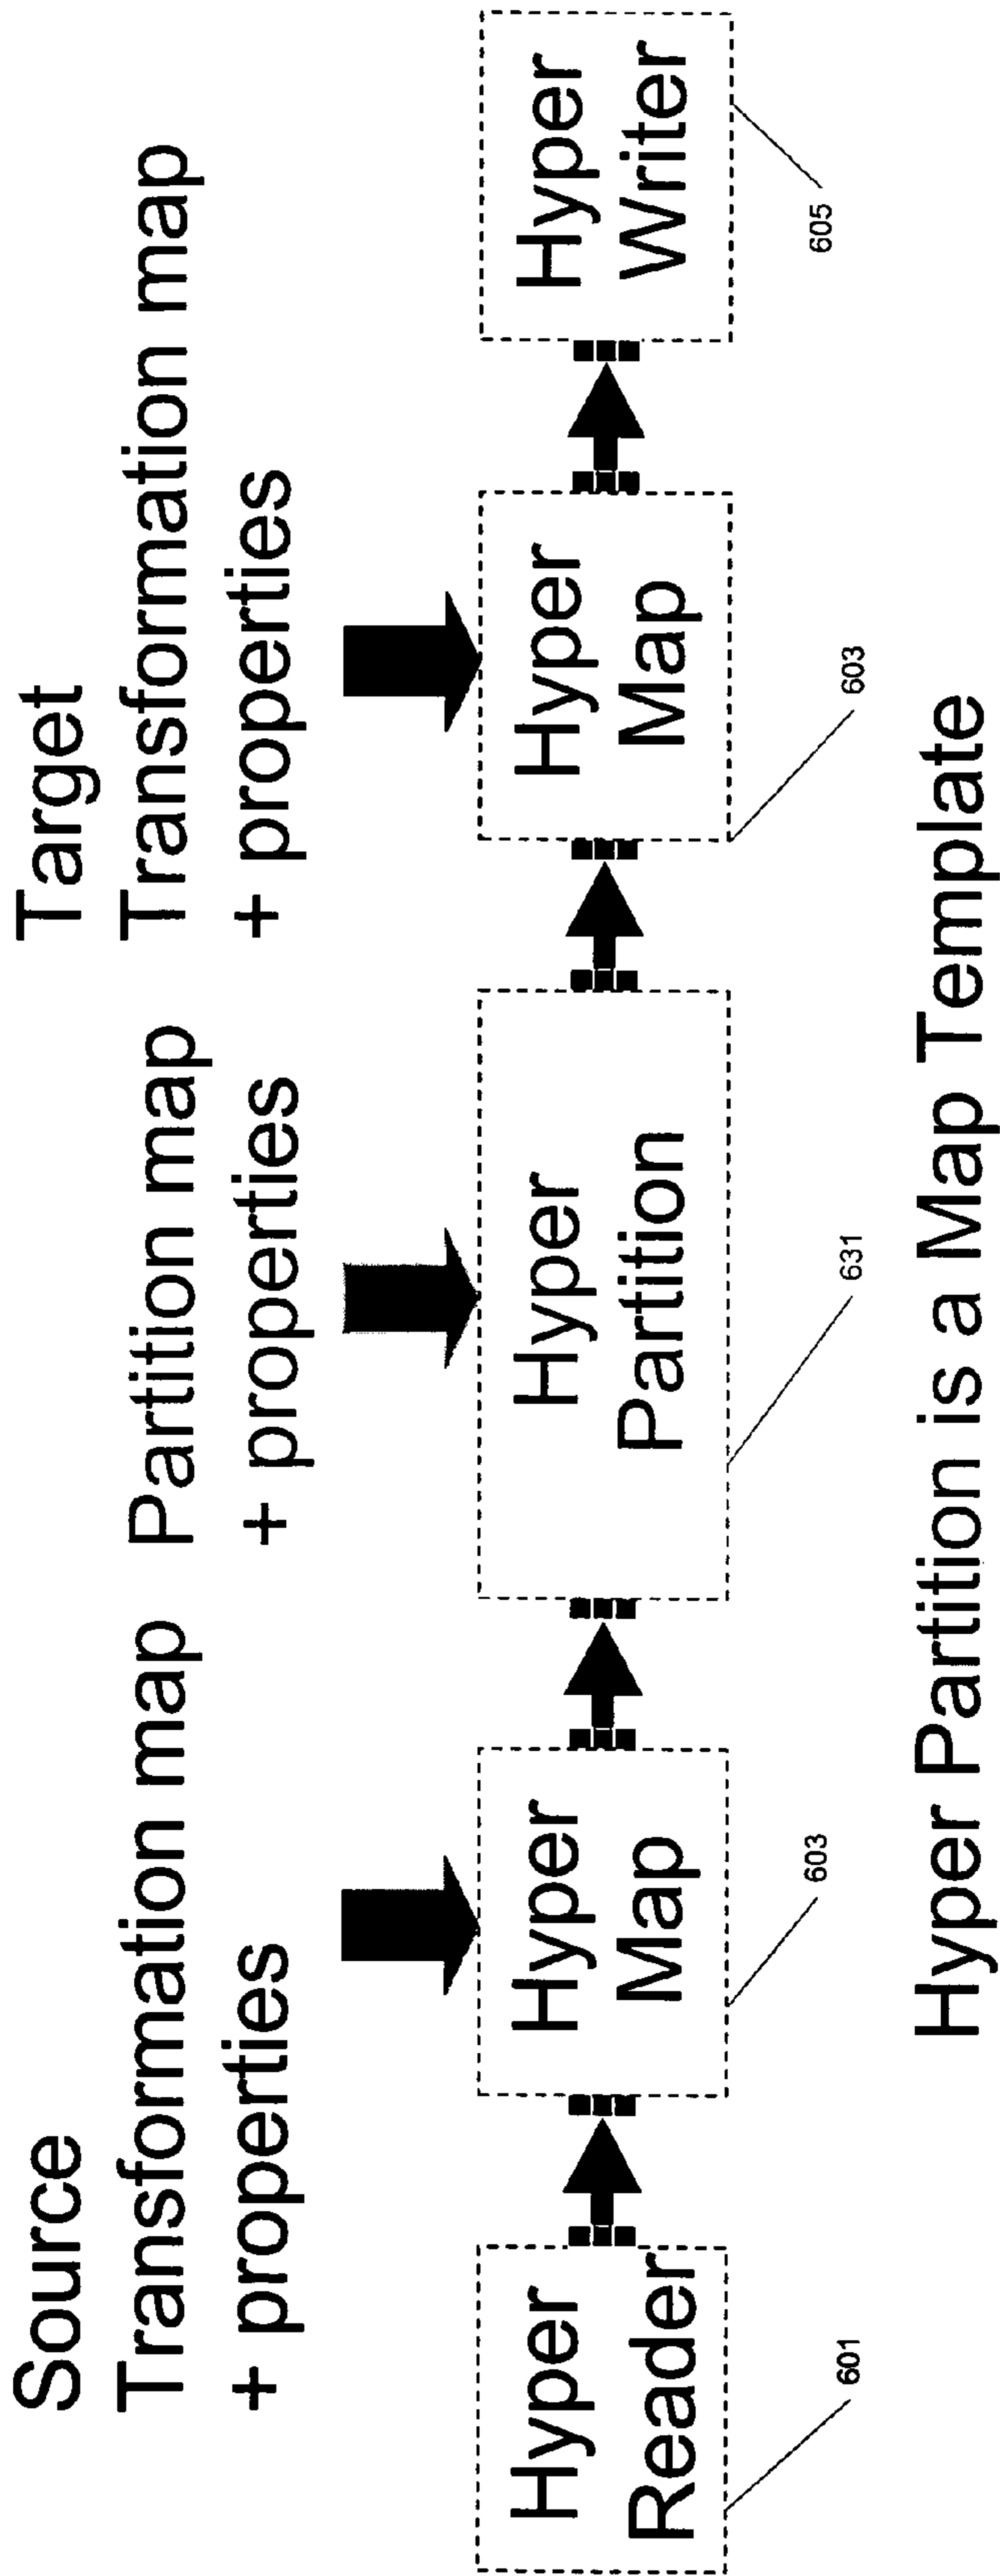 Source
Transformation map
+ properties
Partition map
+ properties
Target
Transformation map
+ properties
Hyper
Reader
Hyper
Map
Hyper
Partition
Hyper
Map
Hyper
Writer
601
603
631
603
605
Hyper Partition is a Map Template